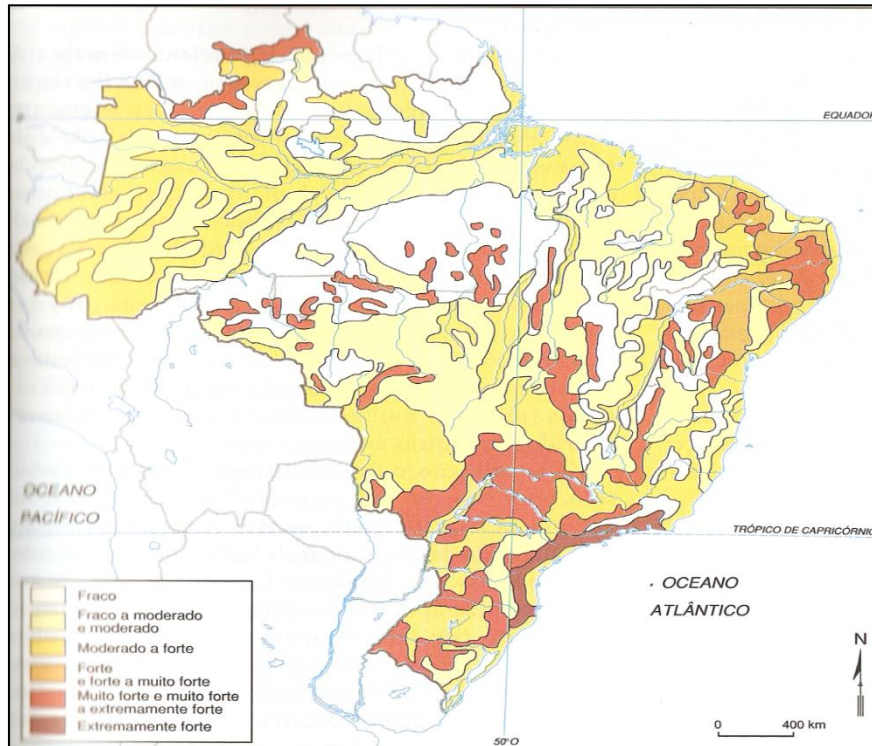 EQUADOR
OCEANO
PACÍFICO
TRÓPICO DE CAPRICÓRNIO
OCEANO
ATLÂNTICO
Fraco
Fraco a moderado
e moderado
Moderado a forte
Forte
e forte a muito forte
Muito forte e muito forte
a extremamente forte
Extremamente forte
N
0 400 km
50°O